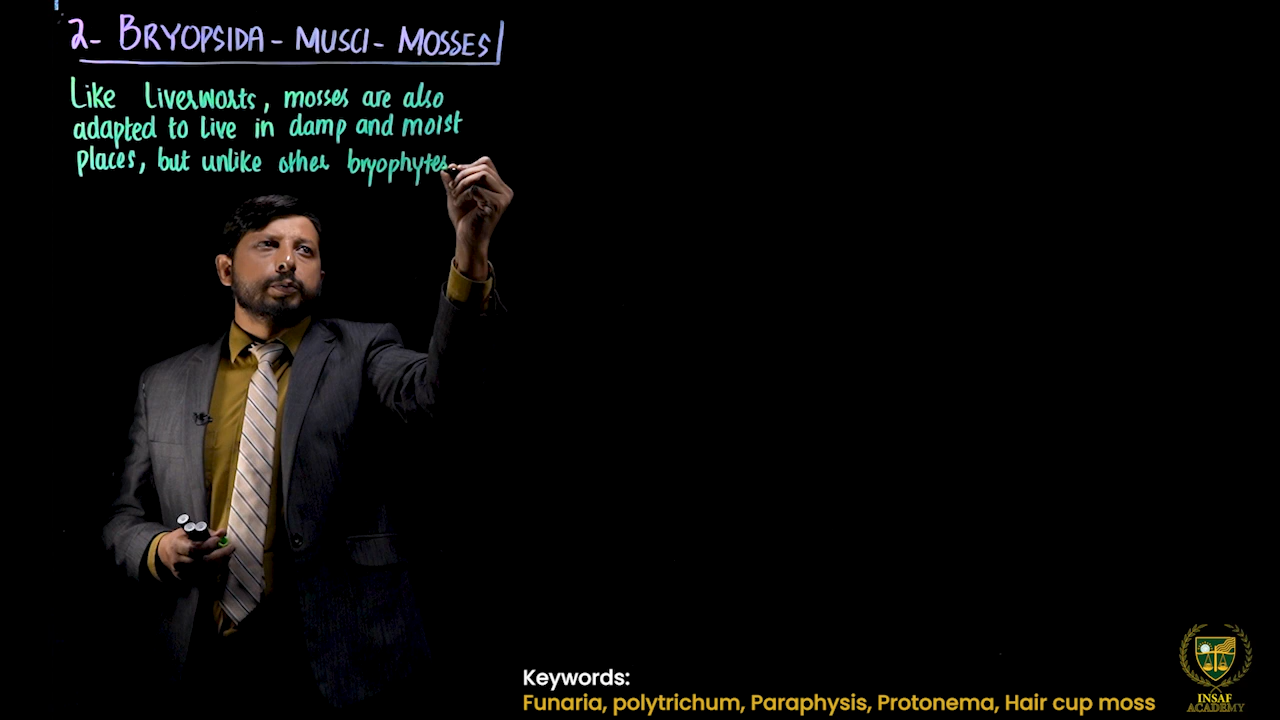 2- BRYOPSIDA - MUSCI - MOSSES
Like Liverworts, mosses are also
adapted to live in damp and moist
places, but unlike other bryophytes
Keywords:
Funaria, polytrichum, Paraphysis, Protonema, Hair cup moss
INSAF
ACADEMY